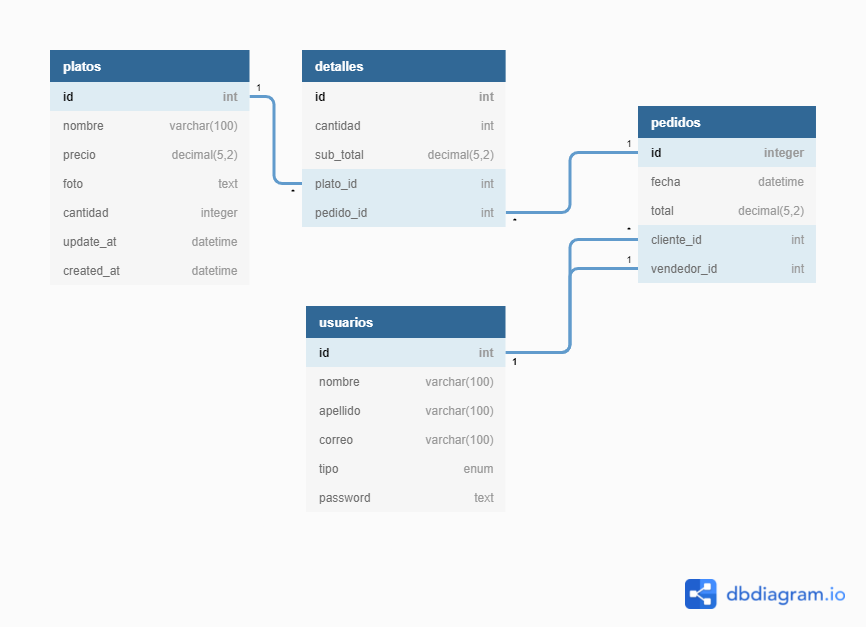 platos
id int
nombre varchar(100)
precio decimal(5,2)
foto text
cantidad integer
update_at datetime
created_at datetime
1
*
detalles
id int
cantidad int
sub_total decimal(5,2)
plato_id int
pedido_id int
*
1
pedidos
id integer
fecha datetime
total decimal(5,2)
cliente_id int
vendedor_id int
*
1
usuarios
id int
nombre varchar(100)
apellido varchar(100)
correo varchar(100)
tipo enum
password text
1
dbdiagram.io